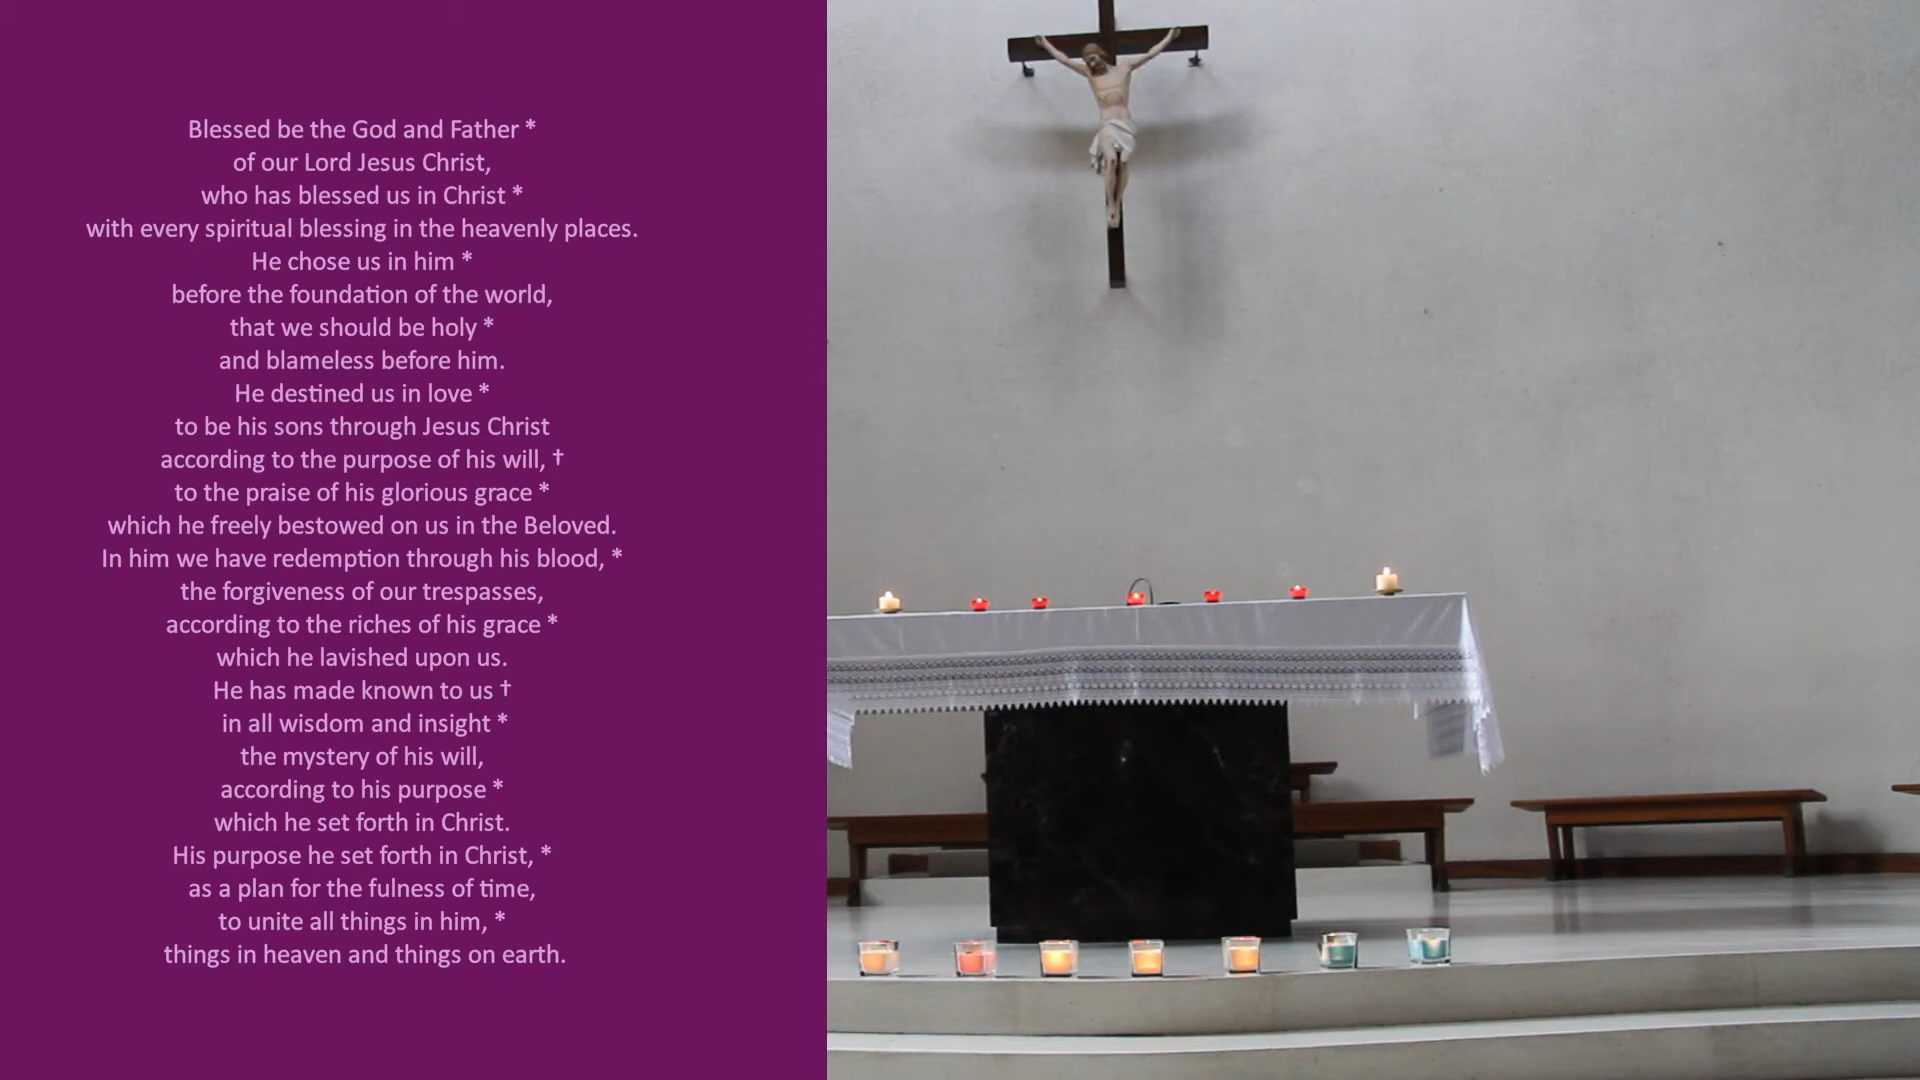 Blessed be the God and Father *
of our Lord Jesus Christ,
who has blessed us in Christ *
with every spiritual blessing in the heavenly places.
He chose us in him *
before the foundation of the world,
that we should be holy *
and blameless before him.
He destined us in love *
to be his sons through Jesus Christ
according to the purpose of his will, †
to the praise of his glorious grace *
which he freely bestowed on us in the Beloved.
In him we have redemption through his blood, *
the forgiveness of our trespasses,
according to the riches of his grace *
which he lavished upon us.
He has made known to us †
in all wisdom and insight *
the mystery of his will,
according to his purpose *
which he set forth in Christ.
His purpose he set forth in Christ, *
as a plan for the fulness of time,
to unite all things in him, *
things in heaven and things on earth.